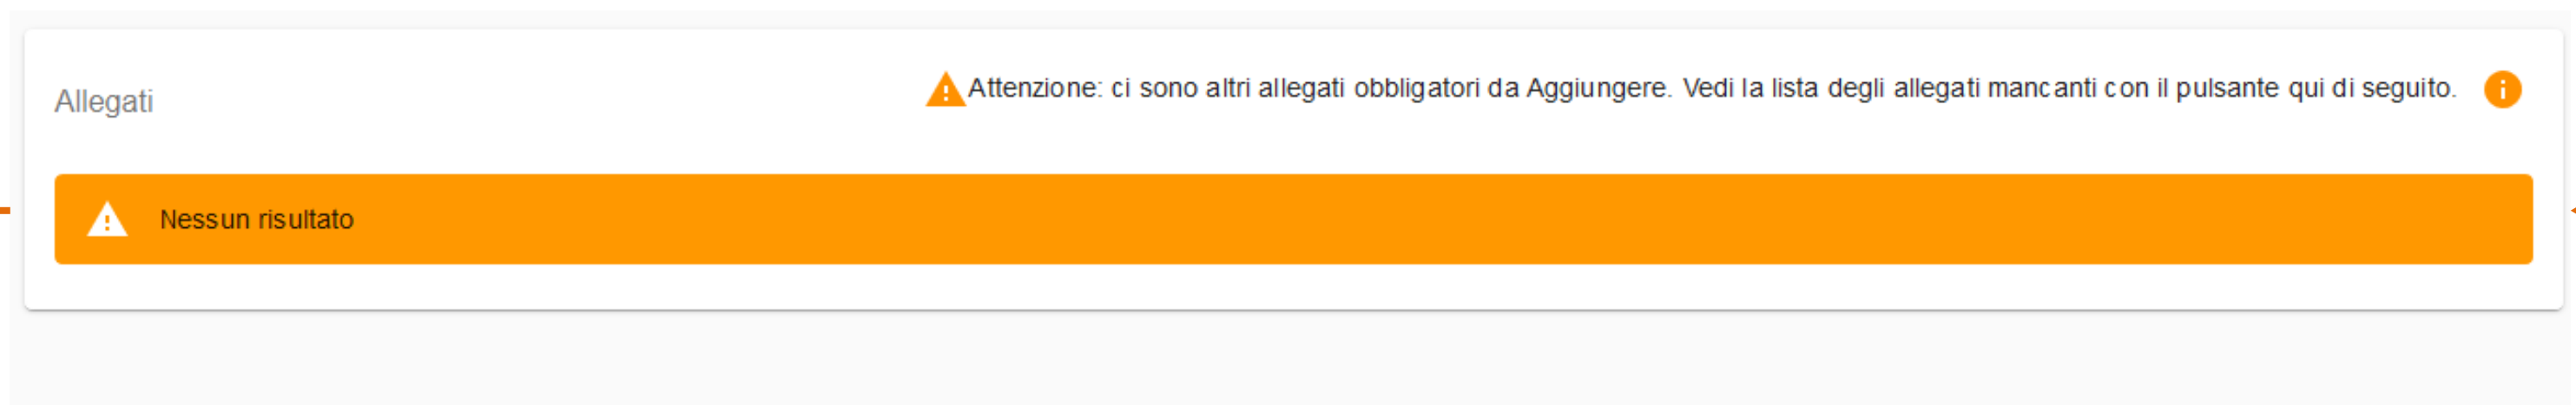 Allegati
Attenzione: ci sono altri allegati obbligatori da Aggiungere. Vedi la lista degli allegati mancanti con il pulsante qui di seguito.
Nessun risultato